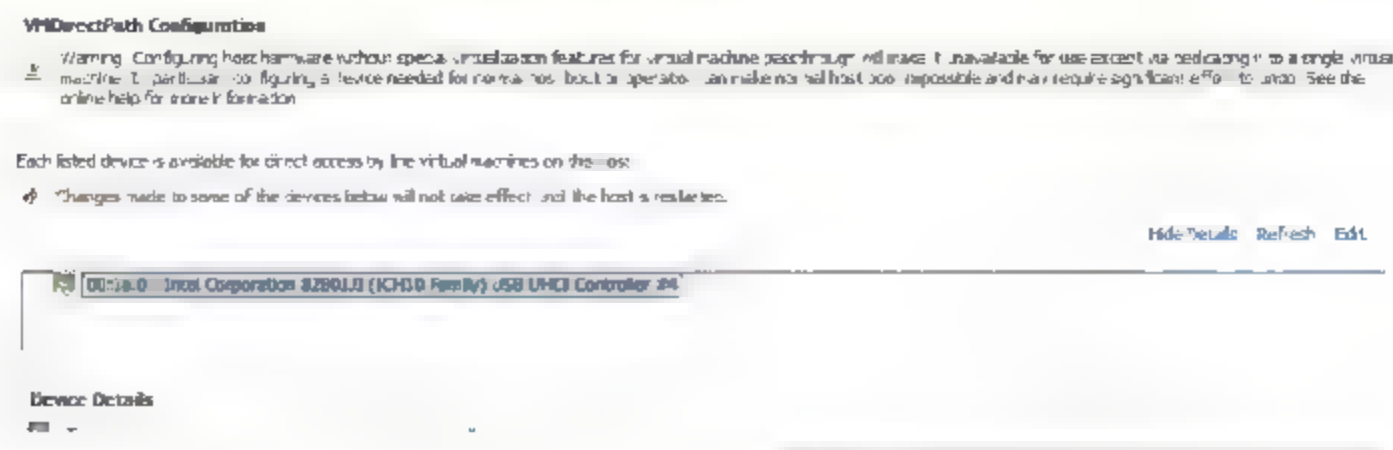 VMDirectPath Configuration
Warning: Configuring host hardware without special virtualization features for virtual machine passthrough will make it unavailable for use except via dedicating it to a single virtual
machine. In particular, configuring a device needed for normal host boot or operation can make normal host boot impossible and may require significant effort to undo. See the
online help for more information.
Each listed device is available for direct access by the virtual machines on the host.
Changes made to some of the devices below will not take effect until the host is restarted.
Hide Details Refresh Edit...
Intel Corporation 82801JI (ICH10 Family) USB UHCI Controller #4
Device Details